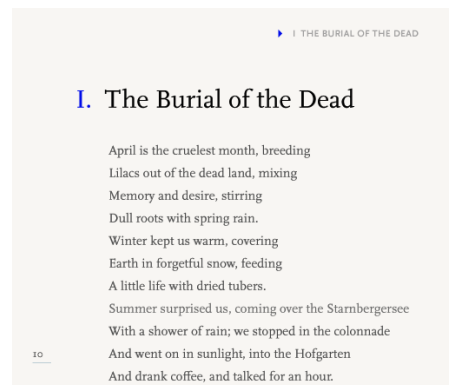 I THE BURIAL OF THE DEAD
I. The Burial of the Dead
April is the cruelest month, breeding
Lilacs out of the dead land, mixing
Memory and desire, stirring
Dull roots with spring rain.
Winter kept us warm, covering
Earth in forgetful snow, feeding
A little life with dried tubers.
Summer surprised us, coming over the Starnbergersee
With a shower of rain; we stopped in the colonnade
10 And went on in sunlight, into the Hofgarten
And drank coffee, and talked for an hour.